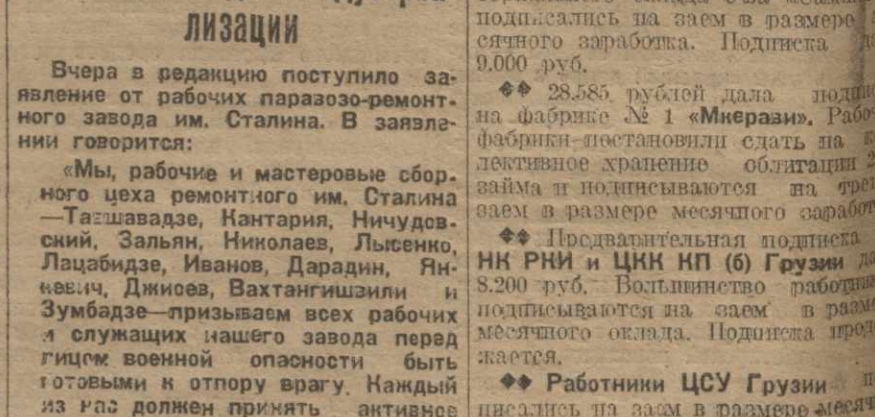 лизации
Вчера в редакцию поступило за-
явление от рабочих паразозо-ремонт-
ного завода им. Сталина. В заявле-
нии говорится:
«Мы, рабочие и мастеровые сбор-
ного цеха ремонтного им. Сталина
—Таши­авадзе, Кантария, Ничудов-
ский, Зальян, Николаев, Лысенко,
Лацабидзе, Иванов, Дарадин, Ян-
кевич, Джиоев, Вахтангишвили и
Зумбадзе—призываем всех рабочих
и служащих нашего завода перед
лицом военной опасности быть
готовыми к отпору врагу. Каждый
из нас должен принять активное
подписались на заем в размере
сячного заработка. Подписка
9.000 руб.
◆◆ 28.585 рублей дала
на фабрике № 1 «Мкерави».
фабрики постановили сдать на
лективное хранение облигации 2
займа и подписываются на
заем в размере месячного
◆◆ Предварительная подписка
НК РКИ и ЦКК КП (б) Грузии
8.200 руб. Большинство
подписываются на заем в
месячного оклада. Подписка
жается.
◆◆ Работники ЦСУ Грузии
писались на заем в размере